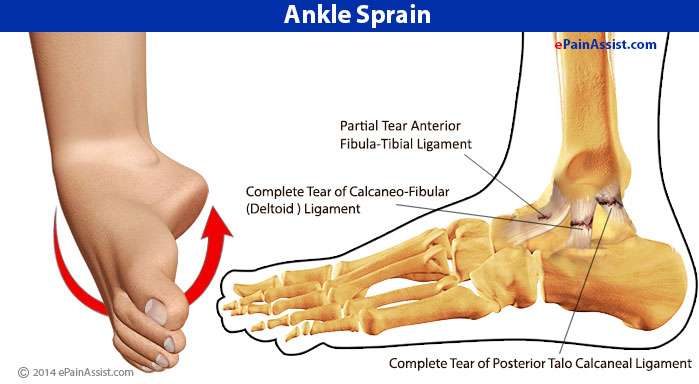 Ankle Sprain
ePainAssist.com
Partial Tear Anterior
Fibula-Tibial Ligament
Complete Tear of Calcaneo-Fibular
(Deltoid ) Ligament
Complete Tear of Posterior Talo Calcaneal Ligament
© 2014 ePainAssist.com